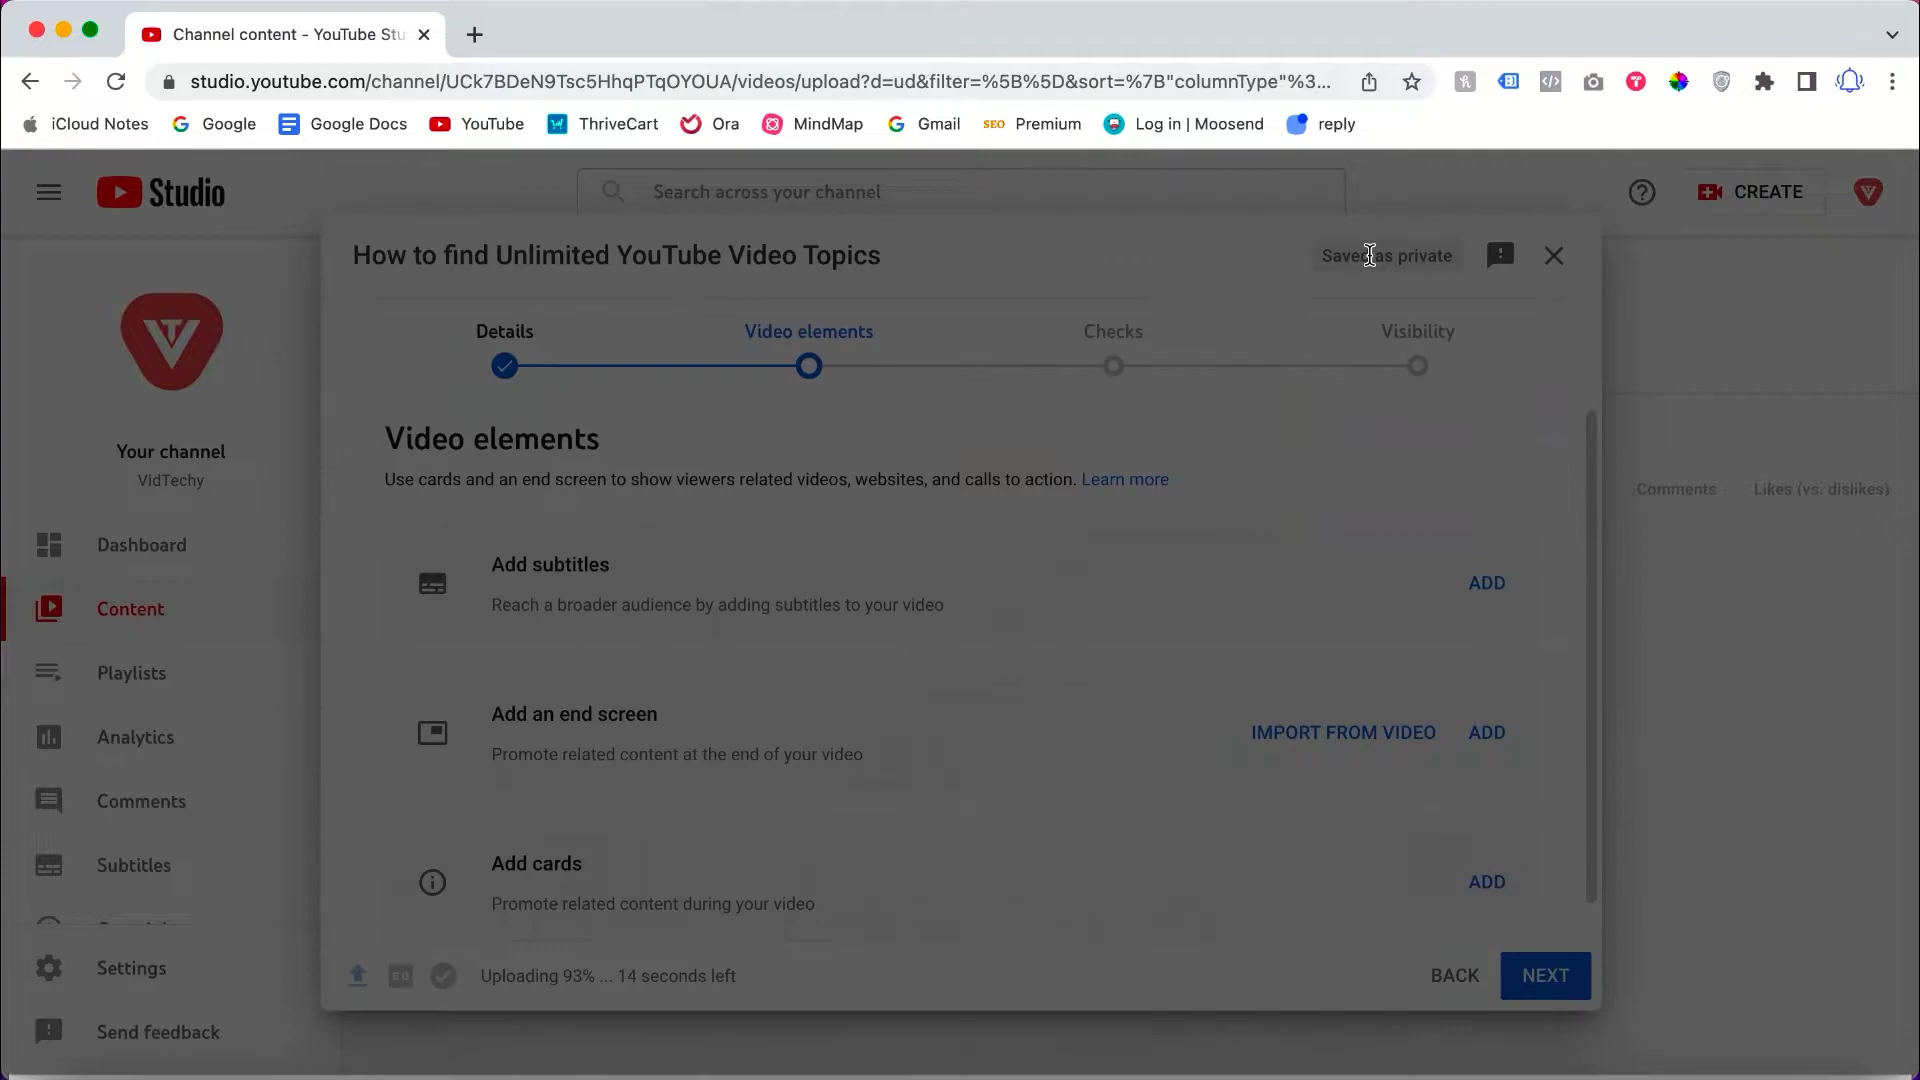 Channel content - YouTube Stu
studio.youtube.com/channel/UCk7BDeN9Tsc5HhqPTqOYOUA/videos/upload?d=ud&filter=%5B%5D&sort=%7B"columnType"%3...
iCloud Notes Google Google Docs YouTube ThriveCart Ora MindMap Gmail SEO Premium Log in | Moosend reply
Studio Search across your channel CREATE
How to find Unlimited YouTube Video Topics Saved as private
Details Video elements Checks Visibility
Video elements
Use cards and an end screen to show viewers related videos, websites, and calls to action. Learn more
Your channel
VidTechy
Comments Likes (vs. dislikes)
Dashboard
Content
Playlists
Analytics
Comments
Subtitles
Settings
Send feedback
Add subtitles
Reach a broader audience by adding subtitles to your video
ADD
Add an end screen
Promote related content at the end of your video
IMPORT FROM VIDEO ADD
Add cards
Promote related content during your video
ADD
Uploading 93% ... 14 seconds left
BACK NEXT